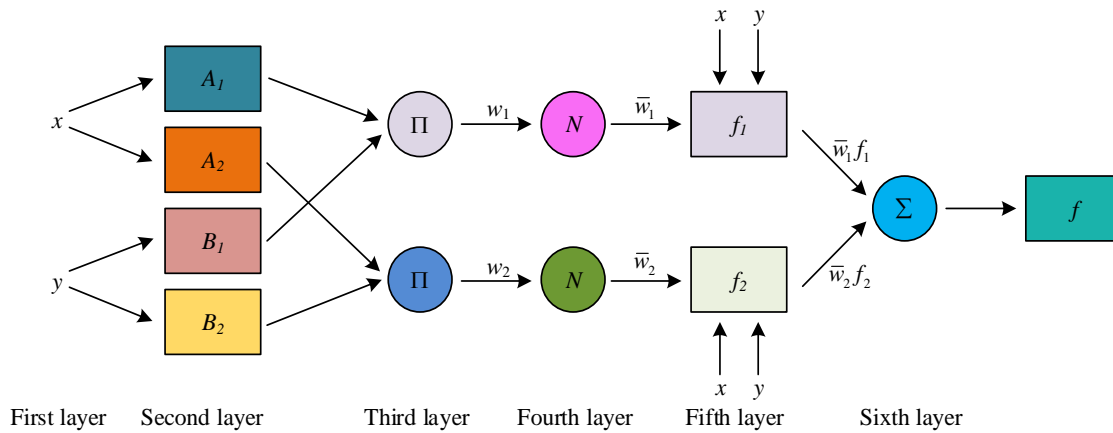 x y
A₁
w₁
w̄₁
Π
N
f₁
x
A₂
w̄₁f₁
Σ
f
B₁
y
w₂
w̄₂
w̄₂f₂
Π
N
f₂
B₂
x y
First layer Second layer Third layer Fourth layer Fifth layer Sixth layer